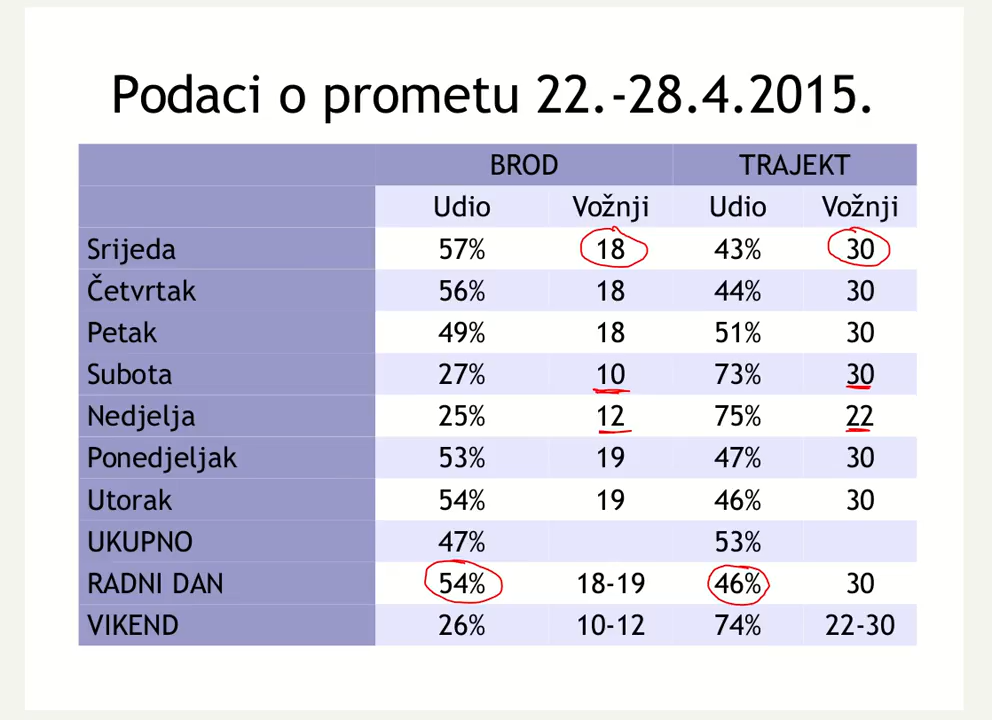 Podaci o prometu 22.-28.4.2015.
BROD TRAJEKT
Udio Vožnji Udio Vožnji
Srijeda 57% 18 43% 30
Četvrtak 56% 18 44% 30
Petak 49% 18 51% 30
Subota 27% 10 73% 30
Nedjelja 25% 12 75% 22
Ponedjeljak 53% 19 47% 30
Utorak 54% 19 46% 30
UKUPNO 47% 53%
RADNI DAN 54% 18-19 46% 30
VIKEND 26% 10-12 74% 22-30